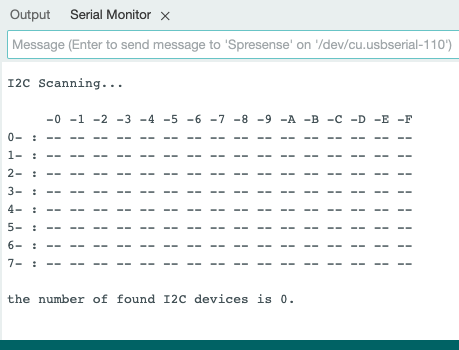 Output Serial Monitor ×
Message (Enter to send message to 'Spresense' on '/dev/cu.usbserial-110')
I2C Scanning...
-0 -1 -2 -3 -4 -5 -6 -7 -8 -9 -A -B -C -D -E -F
0- : -- -- -- -- -- -- -- -- -- -- -- -- -- -- -- --
1- : -- -- -- -- -- -- -- -- -- -- -- -- -- -- -- --
2- : -- -- -- -- -- -- -- -- -- -- -- -- -- -- -- --
3- : -- -- -- -- -- -- -- -- -- -- -- -- -- -- -- --
4- : -- -- -- -- -- -- -- -- -- -- -- -- -- -- -- --
5- : -- -- -- -- -- -- -- -- -- -- -- -- -- -- -- --
6- : -- -- -- -- -- -- -- -- -- -- -- -- -- -- -- --
7- : -- -- -- -- -- -- -- -- -- -- -- -- -- -- -- --
the number of found I2C devices is 0.